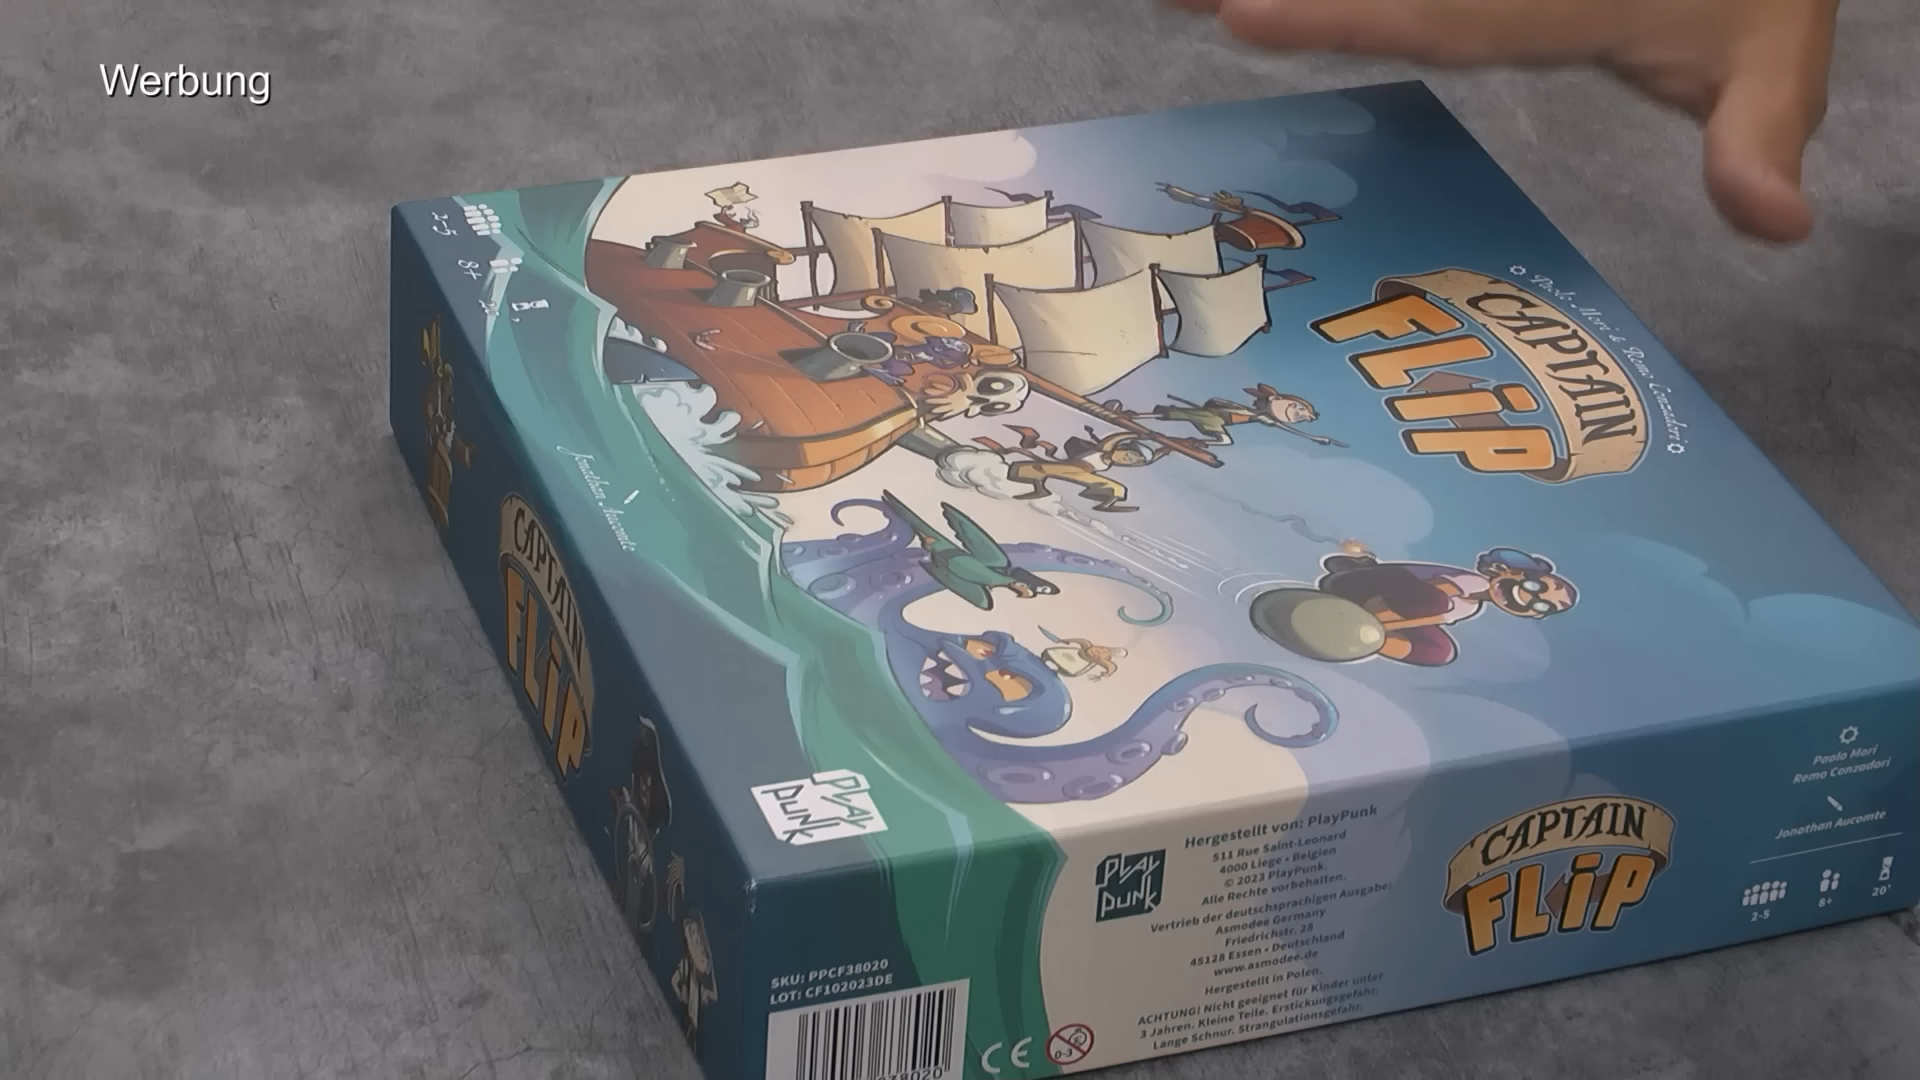 Werbung
2-5
8+
Paolo Mori & Remo Conzadori
CAPTAIN
FLIP
Jonathan Aucomte
CAPTAIN
FLIP
PLAY
PUNK
SKU: PPCF38020
LOT: CF102023DE
38020
CE
0-3
PLAY
PUNK
Hergestellt von: PlayPunk
511 Rue Saint-Leonard
4000 Liege • Belgien
© 2023 PlayPunk.
Alle Rechte vorbehalten.
Vertrieb der deutschsprachigen Ausgabe:
Asmodee Germany
Friedrichstr. 28
45128 Essen • Deutschland
www.asmodee.de
Hergestellt in Polen.
ACHTUNG! Nicht geeignet für Kinder unter
3 Jahren. Kleine Teile. Erstickungsgefahr.
Lange Schnur. Strangulationsgefahr.
CAPTAIN
FLIP
Paolo Mori
Remo Conzadori
Jonathan Aucomte
2-5
8+
20'